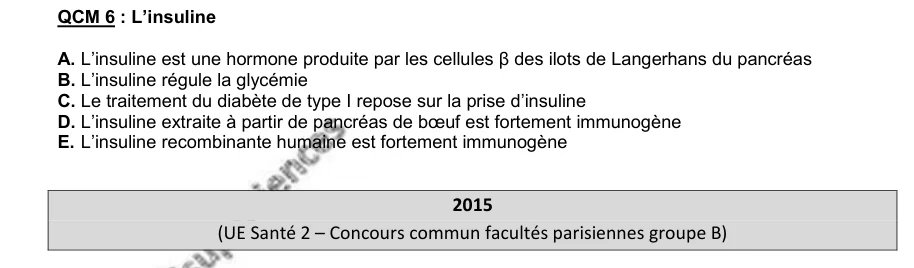 QCM 6 : L'insuline
A. L'insuline est une hormone produite par les cellules β des ilots de Langerhans du pancréas
B. L'insuline régule la glycémie
C. Le traitement du diabète de type I repose sur la prise d'insuline
D. L'insuline extraite à partir de pancréas de bœuf est fortement immunogène
E. L'insuline recombinante humaine est fortement immunogène
2015
(UE Santé 2 – Concours commun facultés parisiennes groupe B)